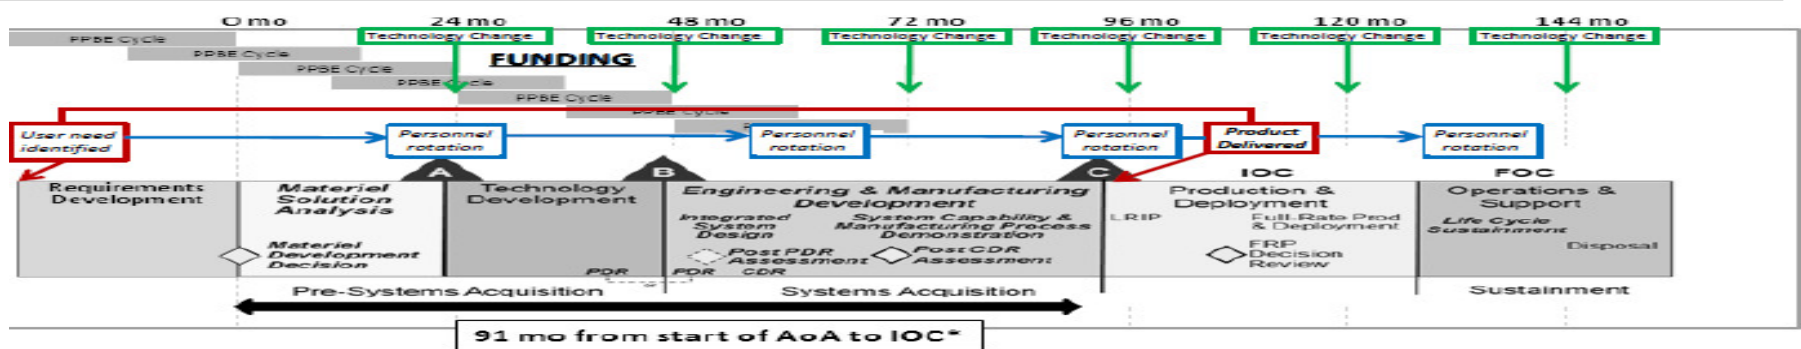 0 mo 24 mo 48 mo 72 mo 96 mo 120 mo 144 mo
Technology Change Technology Change Technology Change Technology Change Technology Change Technology Change
PPBE Cycle
PPBE Cycle
PPBE Cycle
PPBE Cycle
PPBE Cycle
PPBE Cycle
FUNDING
User need
identified
Personnel
rotation
Personnel
rotation
Personnel
rotation
Product
Delivered
Personnel
rotation
A
B
C
IOC
FOC
Requirements
Development
Materiel
Solution
Analysis
Materiel
Development
Decision
Technology
Development
PDR
Engineering & Manufacturing
Development
Integrated
System
Design
Post PDR
Assessment
PDR CDR
System Capability &
Manufacturing Process
Demonstration
Post CDR
Assessment
Production &
Deployment
LRIP
Full-Rate Prod
& Deployment
FRP
Decision
Review
Operations &
Support
Life Cycle
Sustainment
Disposal
Pre-Systems Acquisition
Systems Acquisition
Sustainment
91 mo from start of AoA to IOC*